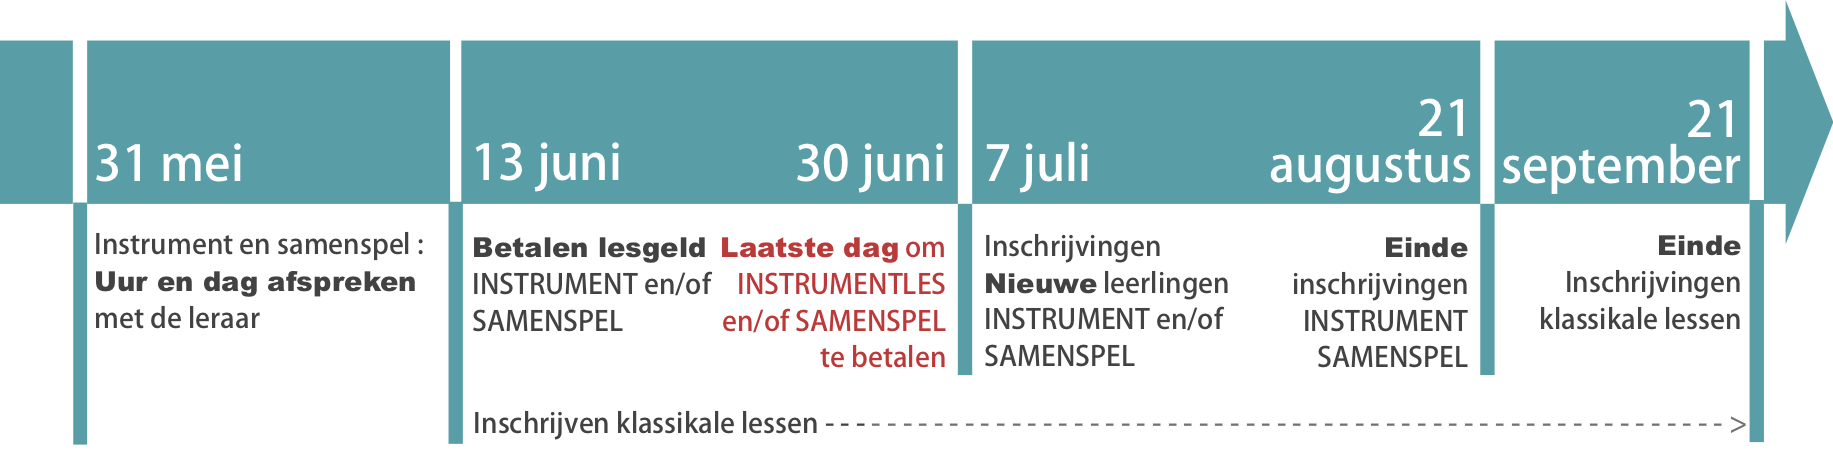 31 mei
Instrument en samenspel :
Uur en dag afspreken
met de leraar
13 juni
Betalen lesgeld
INSTRUMENT en/of
SAMENSPEL
30 juni
Laatste dag om
INSTRUMENTLES
en/of SAMENSPEL
te betalen
7 juli
Inschrijvingen
Nieuwe leerlingen
INSTRUMENT en/of
SAMENSPEL
21
augustus
Einde
inschrijvingen
INSTRUMENT
SAMENSPEL
21
september
Einde
Inschrijvingen
klassikale lessen
Inschrijven klassikale lessen - - - - - - - - - - - - - - - - - - - - - - - - - - - - - - - - - - - - - - - - - - - - - - - - - - - - - - - - - - >